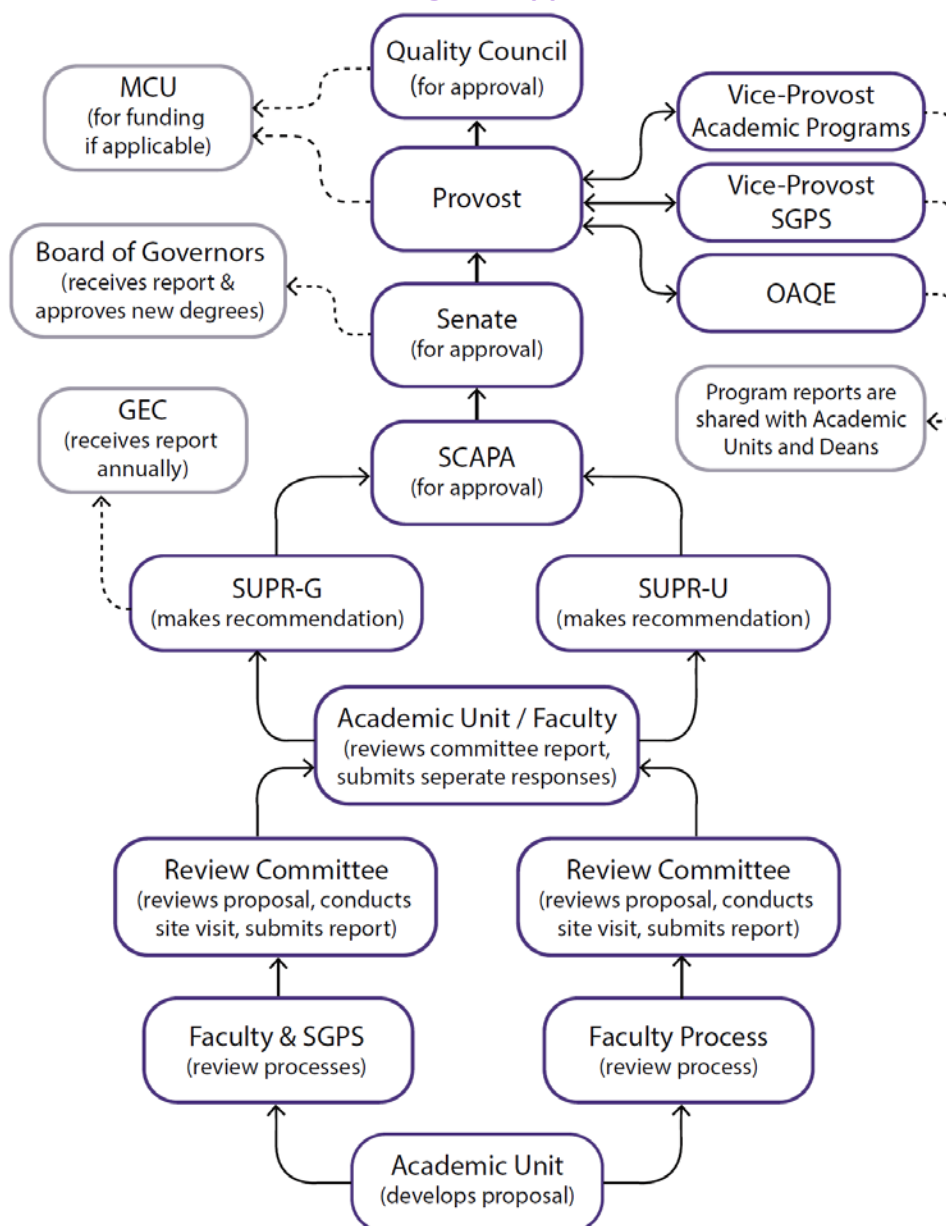 Quality Council
(for approval)
MCU
(for funding
if applicable)
Vice-Provost
Academic Programs
Provost
Vice-Provost
SGPS
Board of Governors
(receives report &
approves new degrees)
OAQE
Senate
(for approval)
GEC
(receives report
annually)
Program reports are
shared with Academic
Units and Deans
SCAPA
(for approval)
SUPR-G
(makes recommendation)
SUPR-U
(makes recommendation)
Academic Unit / Faculty
(reviews committee report,
submits seperate responses)
Review Committee
(reviews proposal, conducts
site visit, submits report)
Review Committee
(reviews proposal, conducts
site visit, submits report)
Faculty & SGPS
(review processes)
Faculty Process
(review process)
Academic Unit
(develops proposal)